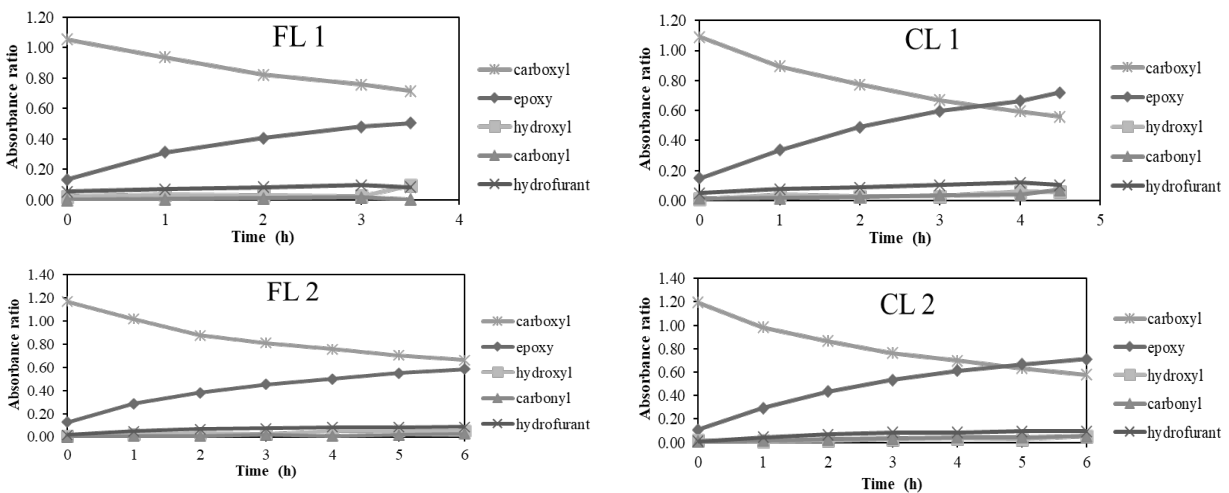 FL 1
Absorbance ratio
1.20
1.00
0.80
0.60
0.40
0.20
0.00
0 1 2 3 4
Time (h)
carboxyl
epoxy
hydroxyl
carbonyl
hydrofurant
CL 1
Absorbance ratio
1.20
1.00
0.80
0.60
0.40
0.20
0.00
0 1 2 3 4 5
Time (h)
carboxyl
epoxy
hydroxyl
carbonyl
hydrofurant
FL 2
Absorbance ratio
1.40
1.20
1.00
0.80
0.60
0.40
0.20
0.00
0 1 2 3 4 5 6
Time (h)
carboxyl
epoxy
hydroxyl
carbonyl
hydrofurant
CL 2
Absorbance ratio
1.40
1.20
1.00
0.80
0.60
0.40
0.20
0.00
0 1 2 3 4 5 6
Time (h)
carboxyl
epoxy
hydroxyl
carbonyl
hydrofurant